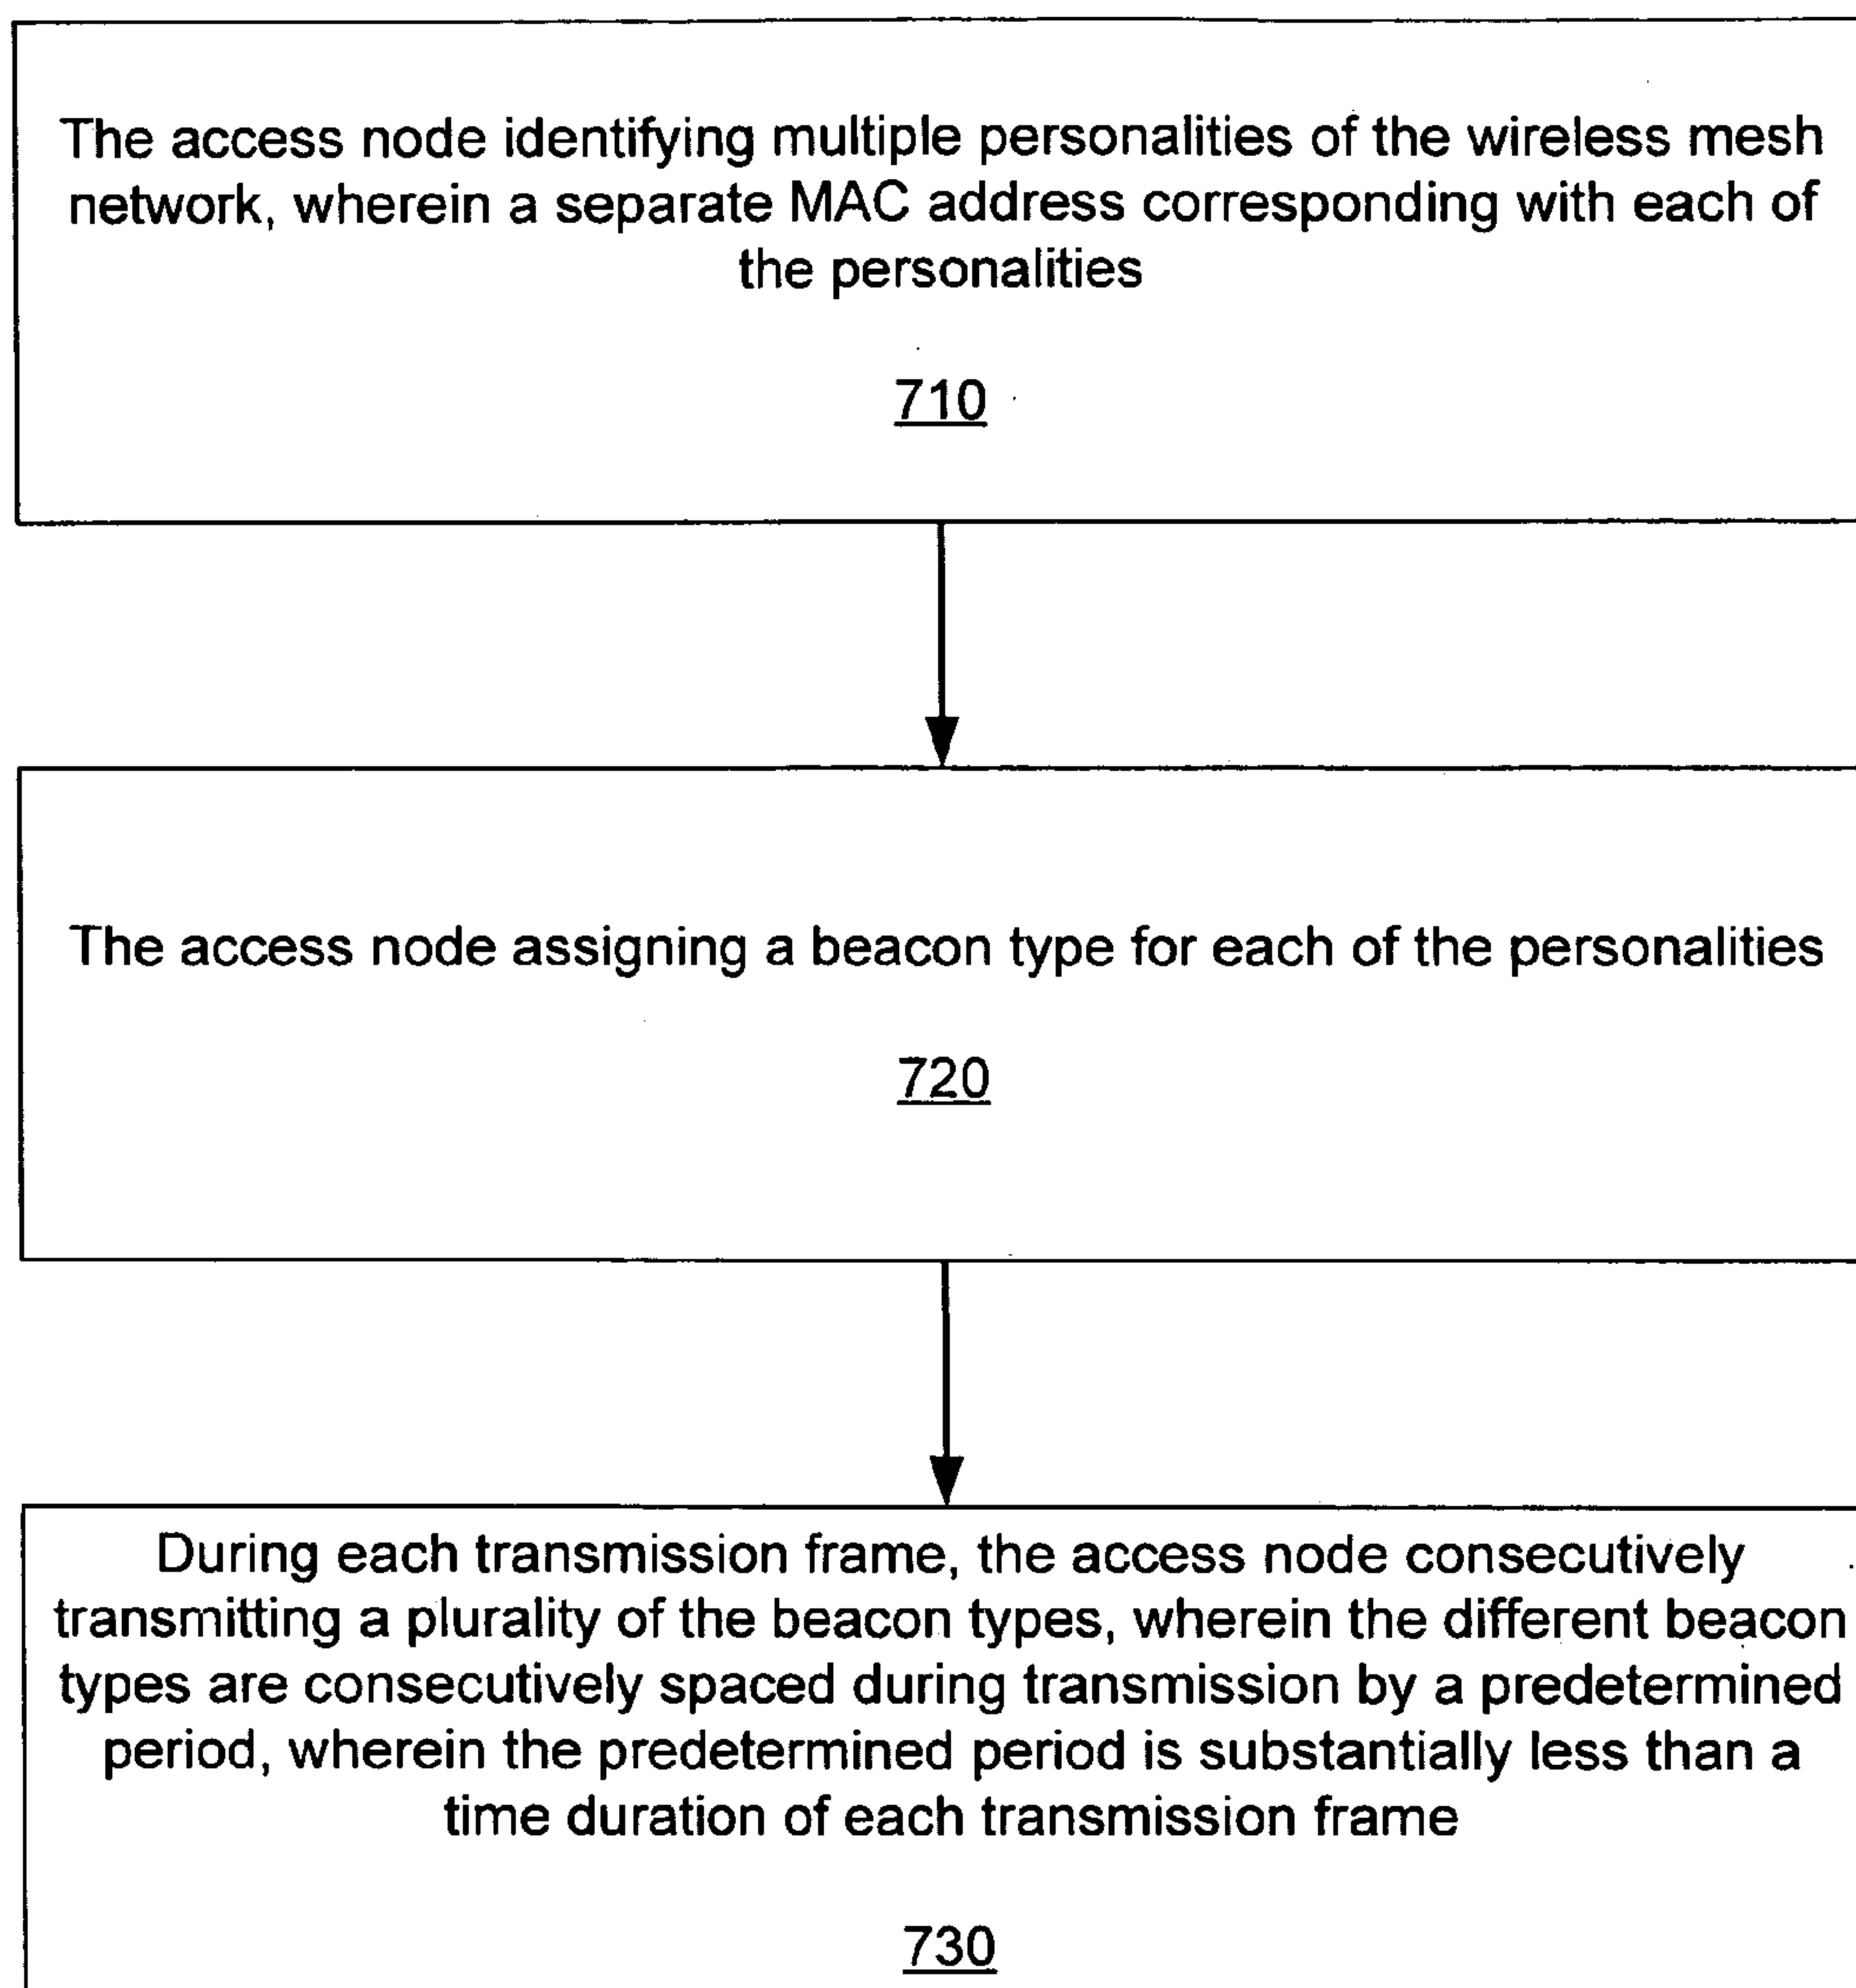 The access node identifying multiple personalities of the wireless mesh
network, wherein a separate MAC address corresponding with each of
the personalities
710
The access node assigning a beacon type for each of the personalities
720
During each transmission frame, the access node consecutively
transmitting a plurality of the beacon types, wherein the different beacon
types are consecutively spaced during transmission by a predetermined
period, wherein the predetermined period is substantially less than a
time duration of each transmission frame
730